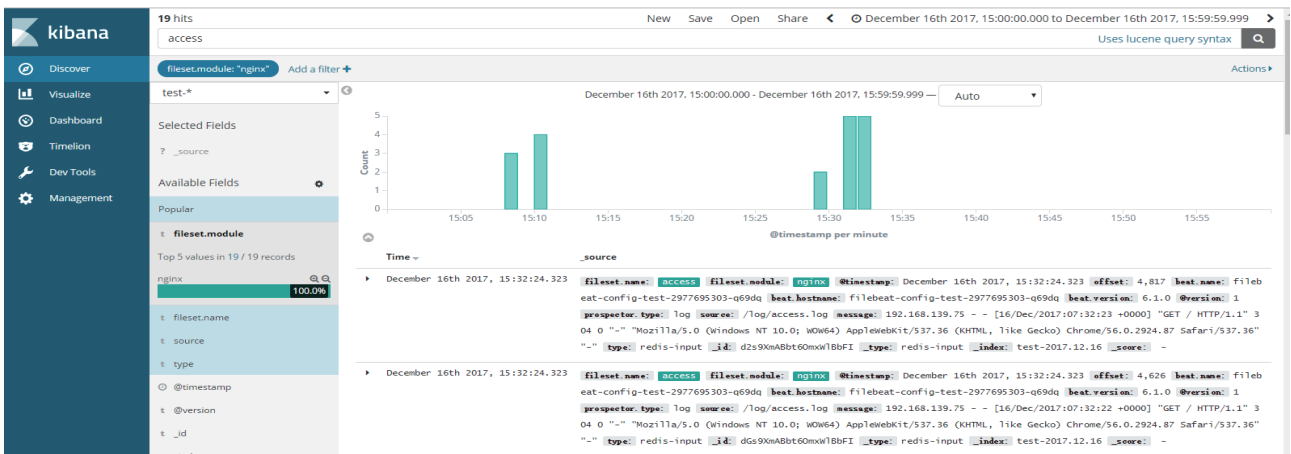 19 hits
New Save Open Share December 16th 2017, 15:00:00.000 to December 16th 2017, 15:59:59.999
kibana
access
Uses lucene query syntax
Discover
fileset.module: "nginx" Add a filter +
Actions
Visualize
test-*
December 16th 2017, 15:00:00.000 - December 16th 2017, 15:59:59.999 — Auto
Dashboard
Selected Fields
Timelion
? _source
Dev Tools
Available Fields
Management
Popular
t fileset.module
Top 5 values in 19 / 19 records
nginx
100.0%
t fileset.name
t source
t type
@timestamp
t @version
t _id
Count
5
4
3
2
1
0
15:05 15:10 15:15 15:20 15:25 15:30 15:35 15:40 15:45 15:50 15:55
@timestamp per minute
Time _source
December 16th 2017, 15:32:24.323
fileset.name: access fileset.module: nginx @timestamp: December 16th 2017, 15:32:24.323 offset: 4,817 beat.name: fileb
eat-config-test-2977695303-q69dq beat.hostname: filebeat-config-test-2977695303-q69dq beat.version: 6.1.0 @version: 1
prospector.type: log source: /log/access.log message: 192.168.139.75 - - [16/Dec/2017:07:32:23 +0000] "GET / HTTP/1.1" 3
04 0 "-" "Mozilla/5.0 (Windows NT 10.0; WOW64) AppleWebKit/537.36 (KHTML, like Gecko) Chrome/56.0.2924.87 Safari/537.36"
"-" type: redis-input _id: d2s9XmABbt6OmxWlBbFI _type: redis-input _index: test-2017.12.16 _score: -
December 16th 2017, 15:32:24.323
fileset.name: access fileset.module: nginx @timestamp: December 16th 2017, 15:32:24.323 offset: 4,626 beat.name: fileb
eat-config-test-2977695303-q69dq beat.hostname: filebeat-config-test-2977695303-q69dq beat.version: 6.1.0 @version: 1
prospector.type: log source: /log/access.log message: 192.168.139.75 - - [16/Dec/2017:07:32:22 +0000] "GET / HTTP/1.1" 3
04 0 "-" "Mozilla/5.0 (Windows NT 10.0; WOW64) AppleWebKit/537.36 (KHTML, like Gecko) Chrome/56.0.2924.87 Safari/537.36"
"-" type: redis-input _id: dGs9XmABbt6OmxWlBbFI _type: redis-input _index: test-2017.12.16 _score: -